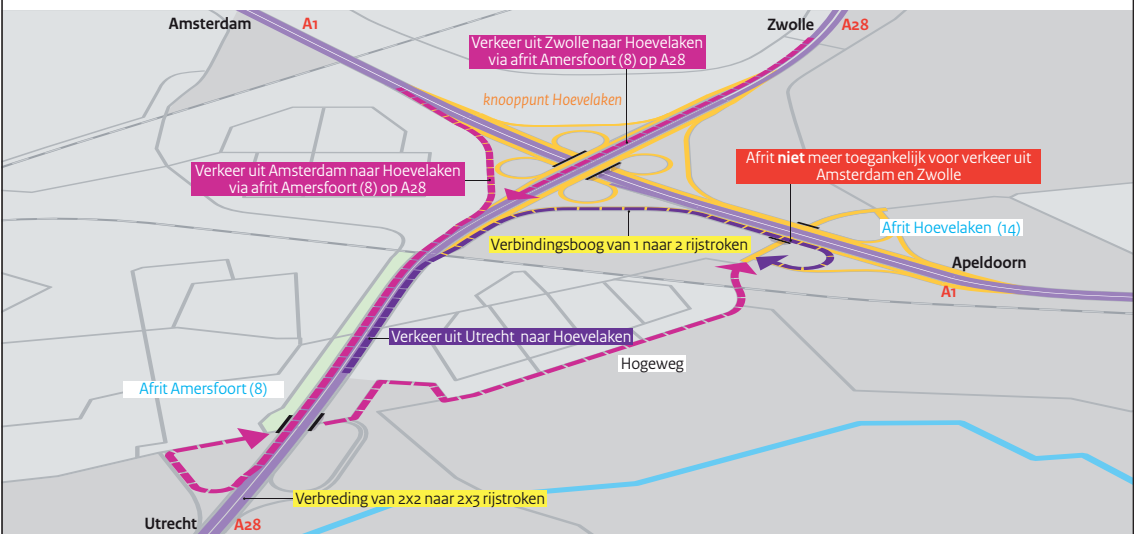 Amsterdam
A1
Zwolle
A28
Verkeer uit Zwolle naar Hoevelaken
via afrit Amersfoort (8) op A28
knooppunt Hoevelaken
Verkeer uit Amsterdam naar Hoevelaken
via afrit Amersfoort (8) op A28
Afrit niet meer toegankelijk voor verkeer uit
Amsterdam en Zwolle
Afrit Hoevelaken (14)
Verbindingsboog van 1 naar 2 rijstroken
Apeldoorn
A1
Verkeer uit Utrecht naar Hoevelaken
Hogeweg
Afrit Amersfoort (8)
Verbreding van 2x2 naar 2x3 rijstroken
Utrecht
A28